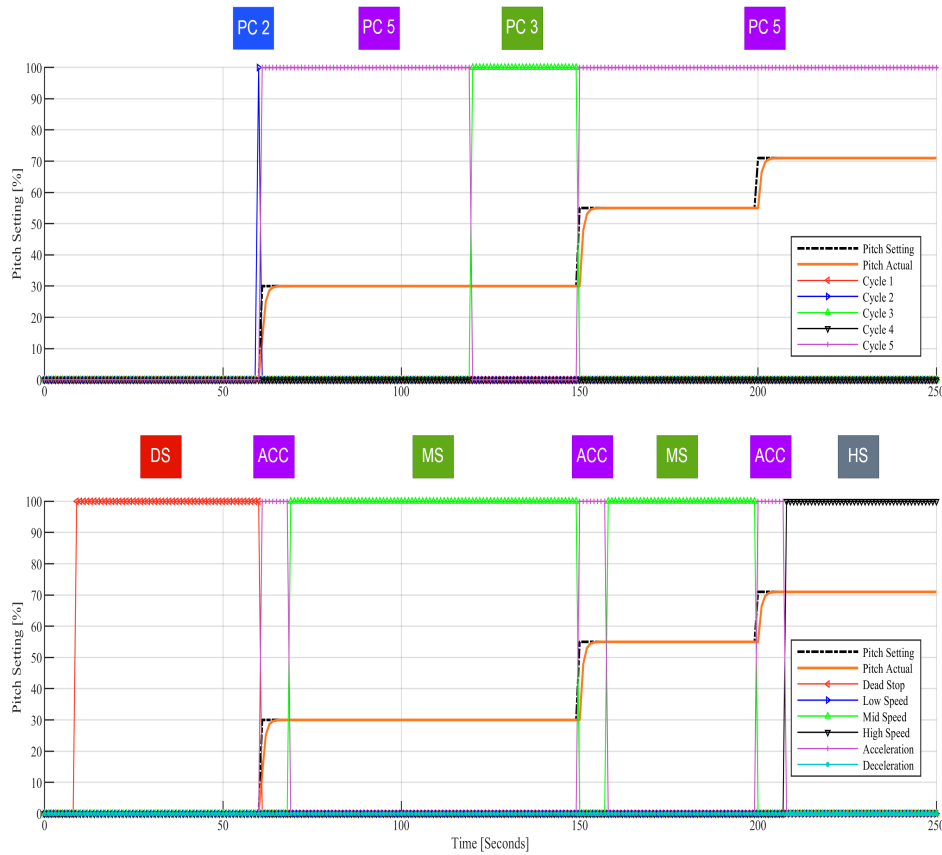 PC 2 PC 5 PC 3 PC 5
100
90
80
70
60
50
40
30
20
10
0
Pitch Setting [%]
Pitch Setting
Pitch Actual
Cycle 1
Cycle 2
Cycle 3
Cycle 4
Cycle 5
0 50 100 150 200 250
DS ACC MS ACC MS ACC HS
100
90
80
70
60
50
40
30
20
10
0
Pitch Setting [%]
Pitch Setting
Pitch Actual
Dead Stop
Low Speed
Mid Speed
High Speed
Acceleration
Deceleration
0 50 100 150 200 250
Time [Seconds]